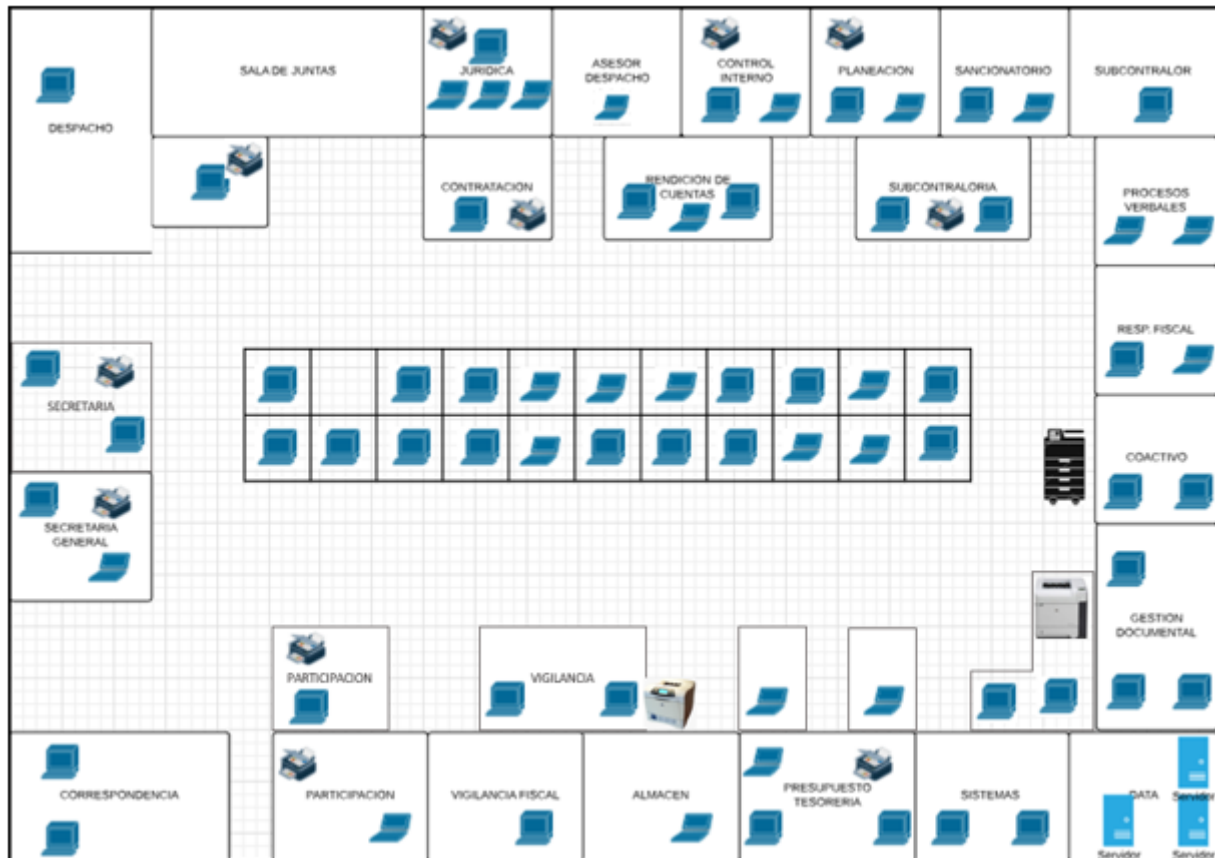 SALA DE JUNTAS
JURIDICA
ASESOR
DESPACHO
CONTROL
INTERNO
PLANEACION
SANCIONATORIO
SUBCONTRALOR
DESPACHO
CONTRATACION
RENDICIÓN DE
CUENTAS
SUBCONTRALORIA
PROCESOS
VERBALES
RESP. FISCAL
SECRETARIA
COACTIVO
SECRETARIA
GENERAL
GESTION
DOCUMENTAL
PARTICIPACION
VIGILANCIA
CORRESPONDENCIA
PARTICIPACIÓN
VIGILANCIA FISCAL
ALMACEN
PRESUPUESTO
TESORERIA
SISTEMAS
DATA
Servidor
Servidor
Servidor